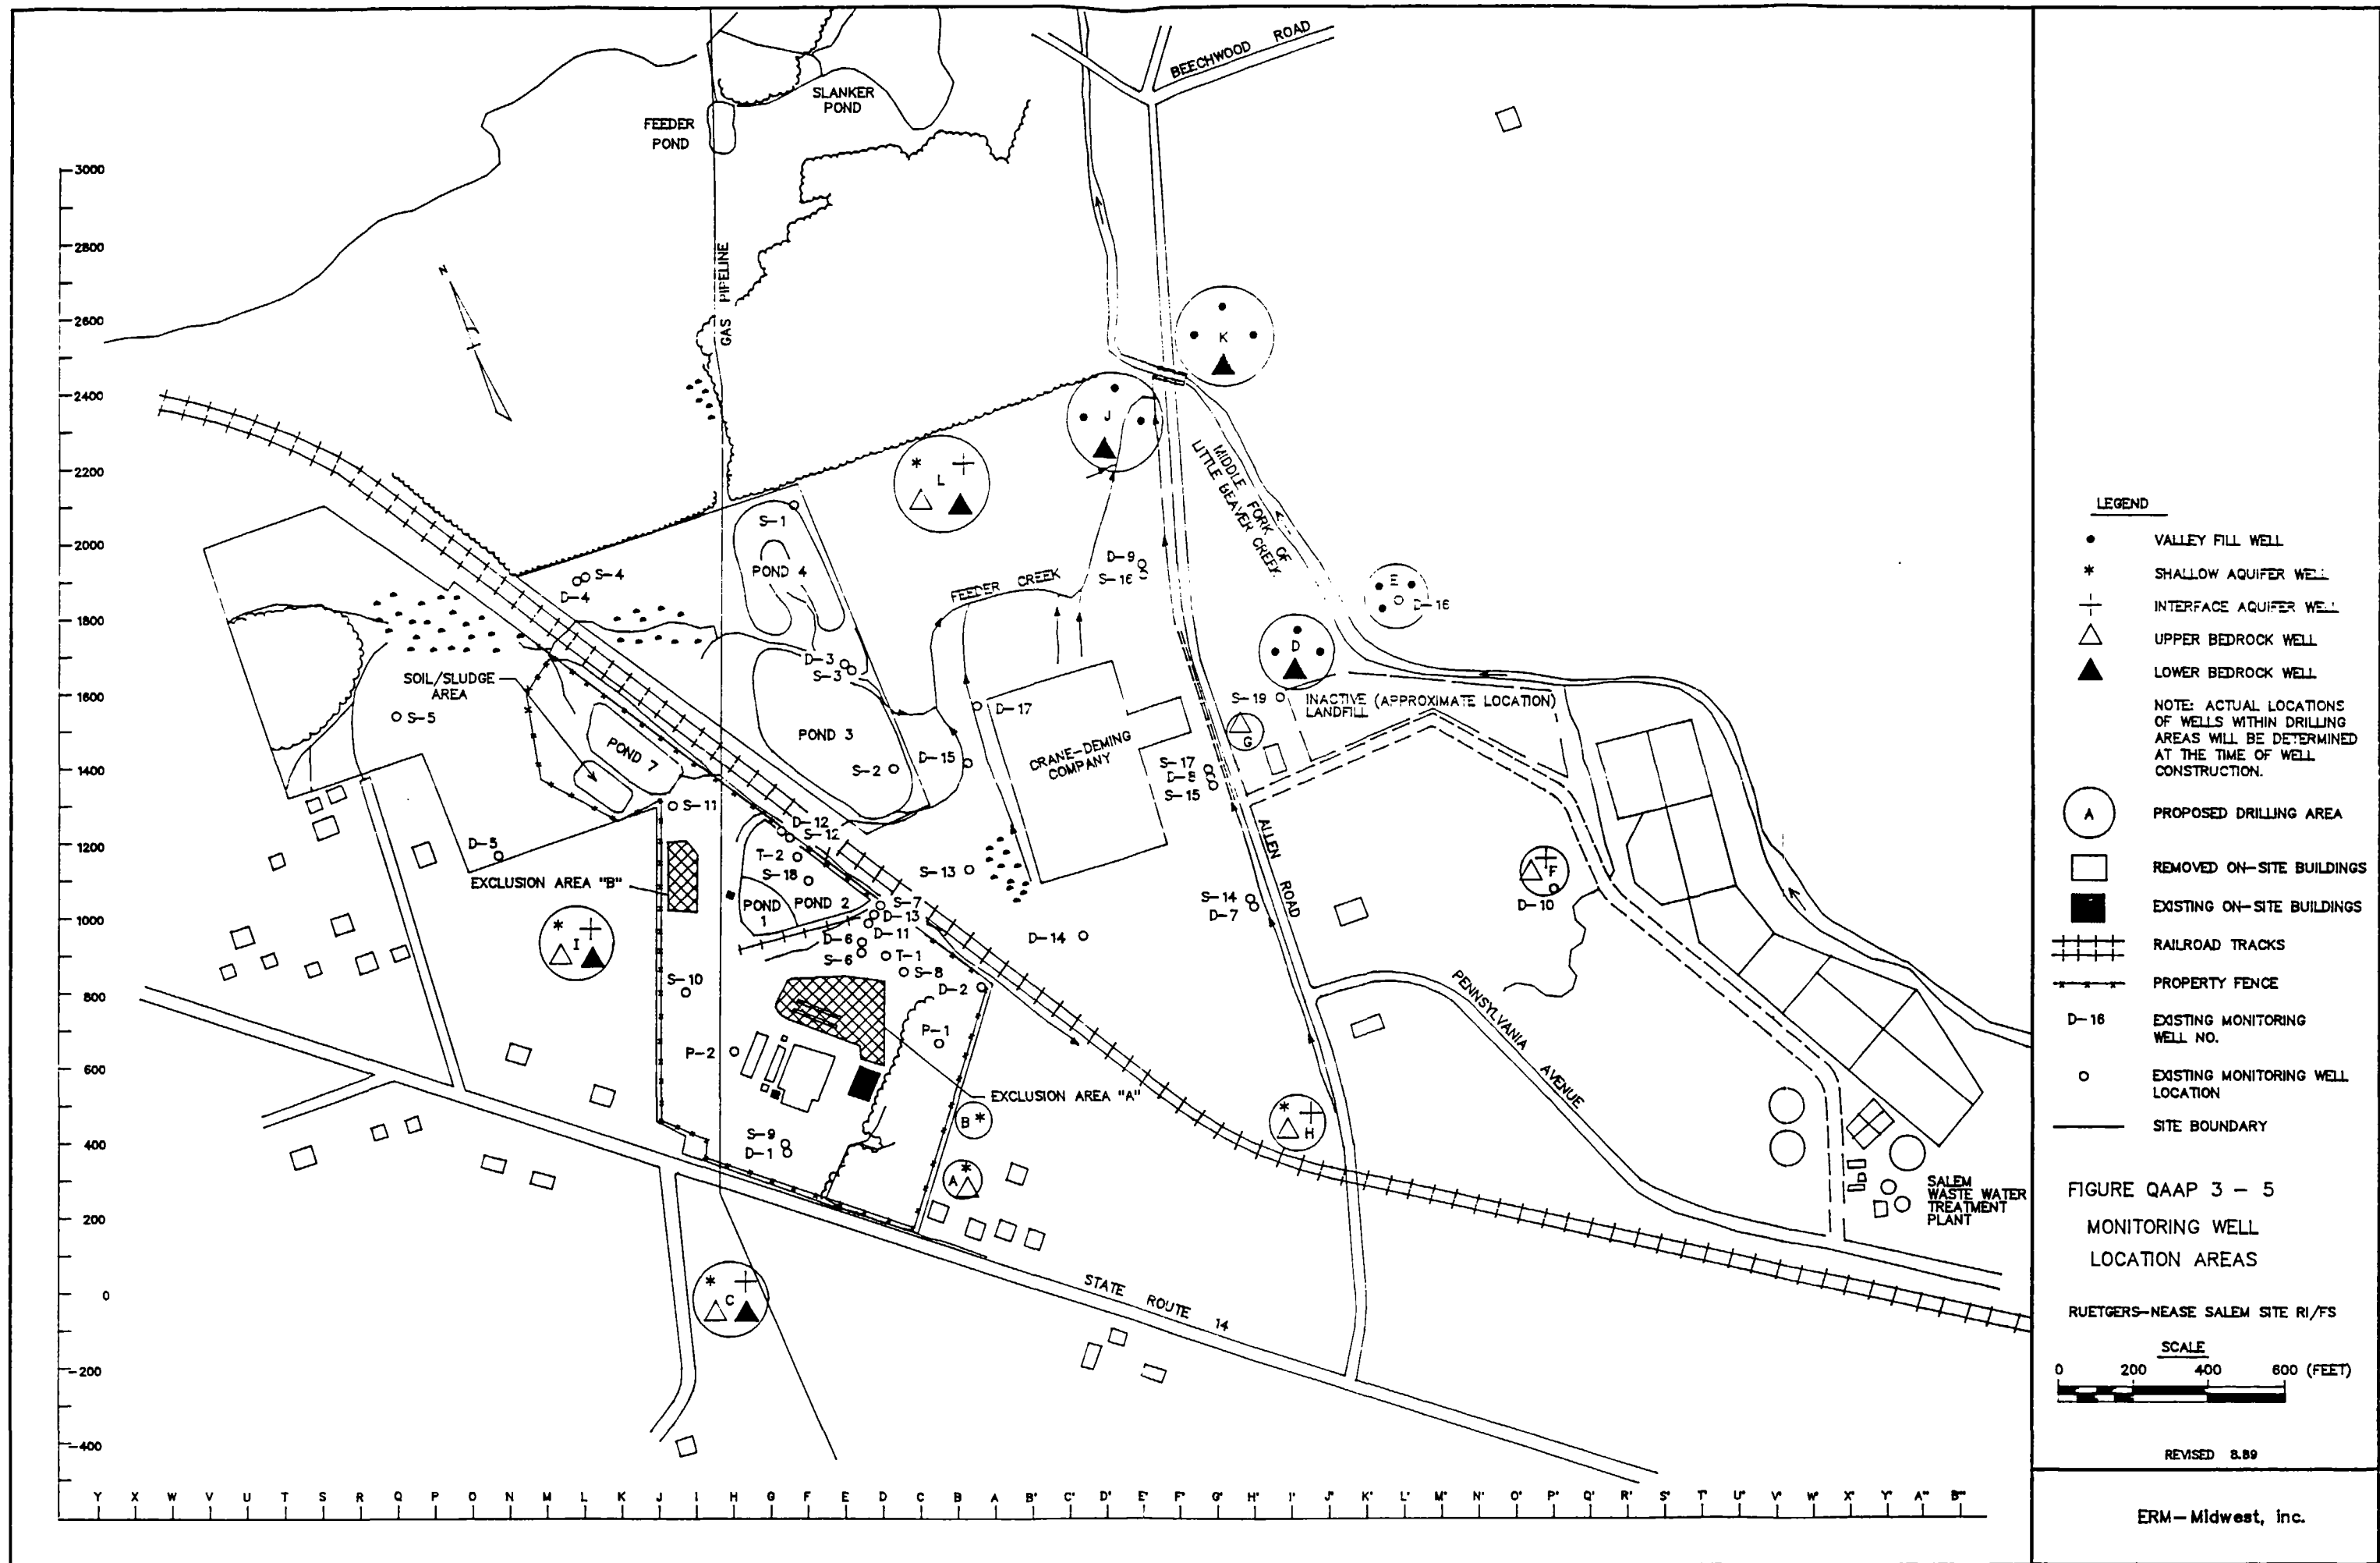 BEECHWOOD ROAD
SLANKER
POND
FEEDER
POND
GAS PIPELINE
N
3000
2800
2600
2400
2200
2000
1800
1600
1400
1200
1000
800
600
400
200
0
-200
-400
K
J
L
MIDDLE FORK OF
LITTLE BEAVER CREEK
S-1
POND 4
D-9
S-16
FEEDER CREEK
E
D-16
S-4
D-4
D
D-3
S-3
SOIL/SLUDGE
AREA
S-5
S-19
INACTIVE (APPROXIMATE LOCATION)
LANDFILL
D-17
G
POND 3
POND 7
CRANE-DEMING
COMPANY
S-2
D-15
S-17
D-8
S-15
S-11
D-12
S-12
D-5
T-2
S-18
S-13
ALLEN ROAD
EXCLUSION AREA "B"
POND
1
POND 2
S-7
D-13
D-11
D-6
S-6
T-1
S-8
D-2
S-14
D-7
D-14
F
D-10
I
S-10
PENNSYLVANIA AVENUE
P-1
P-2
EXCLUSION AREA "A"
B
H
S-9
D-1
A
SALEM
WASTE WATER
TREATMENT
PLANT
C
STATE ROUTE 14
Y X W V U T S R Q P O N M L K J I H G F E D C B A B' C' D' E' F' G' H' I' J' K' L' M' N' O' P' Q' R' S' T' U' V' W' X' Y' A" B"
LEGEND
VALLEY FILL WELL
SHALLOW AQUIFER WELL
INTERFACE AQUIFER WELL
UPPER BEDROCK WELL
LOWER BEDROCK WELL
NOTE: ACTUAL LOCATIONS
OF WELLS WITHIN DRILLING
AREAS WILL BE DETERMINED
AT THE TIME OF WELL
CONSTRUCTION.
A PROPOSED DRILLING AREA
REMOVED ON-SITE BUILDINGS
EXISTING ON-SITE BUILDINGS
RAILROAD TRACKS
PROPERTY FENCE
D-16 EXISTING MONITORING
WELL NO.
EXISTING MONITORING WELL
LOCATION
SITE BOUNDARY
FIGURE QAAP 3 - 5
MONITORING WELL
LOCATION AREAS
RUETGERS-NEASE SALEM SITE RI/FS
SCALE
0 200 400 600 (FEET)
REVISED 8.89
ERM-Midwest, inc.